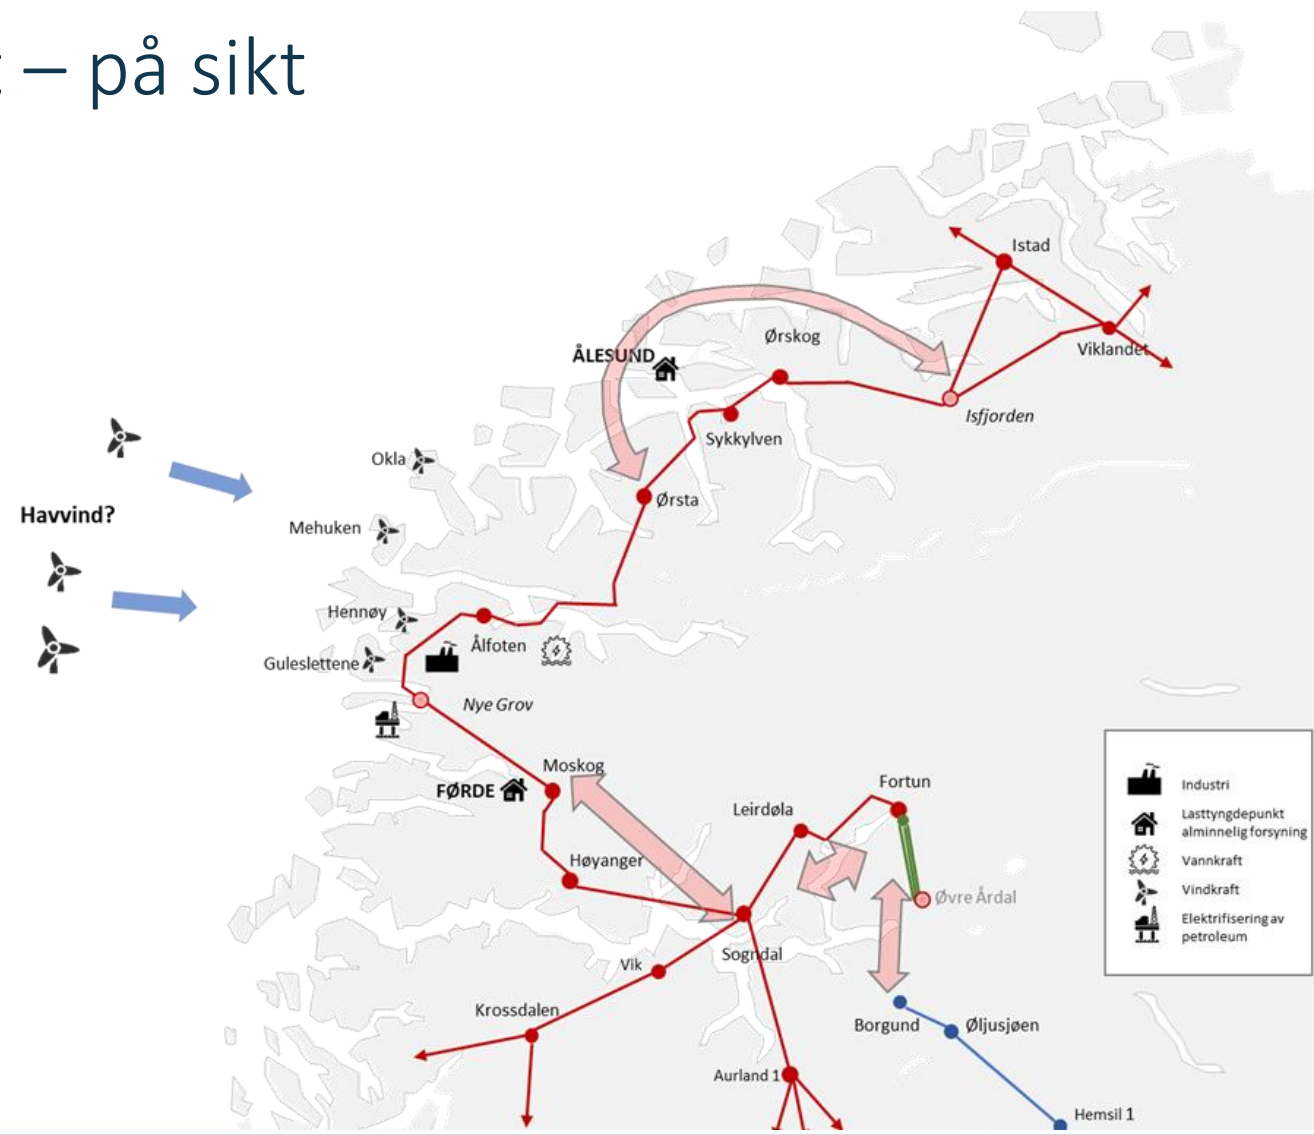 – på sikt
Istad
Ørskog
Viklandet
ÅLESUND
Isfjorden
Sykkylven
Okla
Ørsta
Havvind?
Mehuken
Hennøy
Ålfoten
Guleslettene
Nye Grov
Moskog
FØRDE
Fortun
Leirdøla
Høyanger
Øvre Årdal
Sogndal
Vik
Krossdalen
Borgund
Øljusjøen
Aurland 1
Hemsil 1
Industri
Lasttyngdepunkt
alminnelig forsyning
Vannkraft
Vindkraft
Elektrifisering av
petroleum